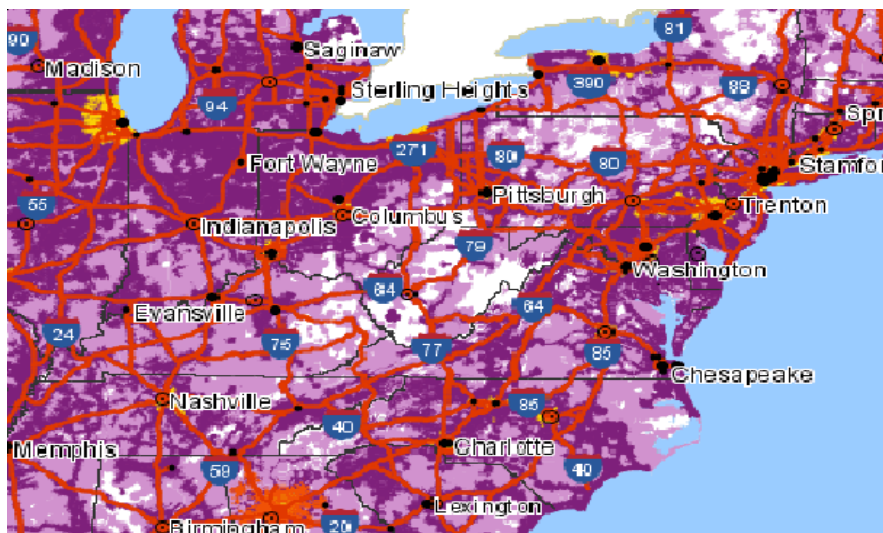 81
90
Saginaw
Madison
390
88
Sterling Heights
94
Spr
271
80
80
Fort Wayne
Stamfor
55
Pittsburgh
Trenton
Columbus
Indianapolis
79
Washington
64
64
Evansville
24
75
77
85
Chesapeake
Nashville
85
40
Memphis
Charlotte
59
40
Lexington
20
Birmingham